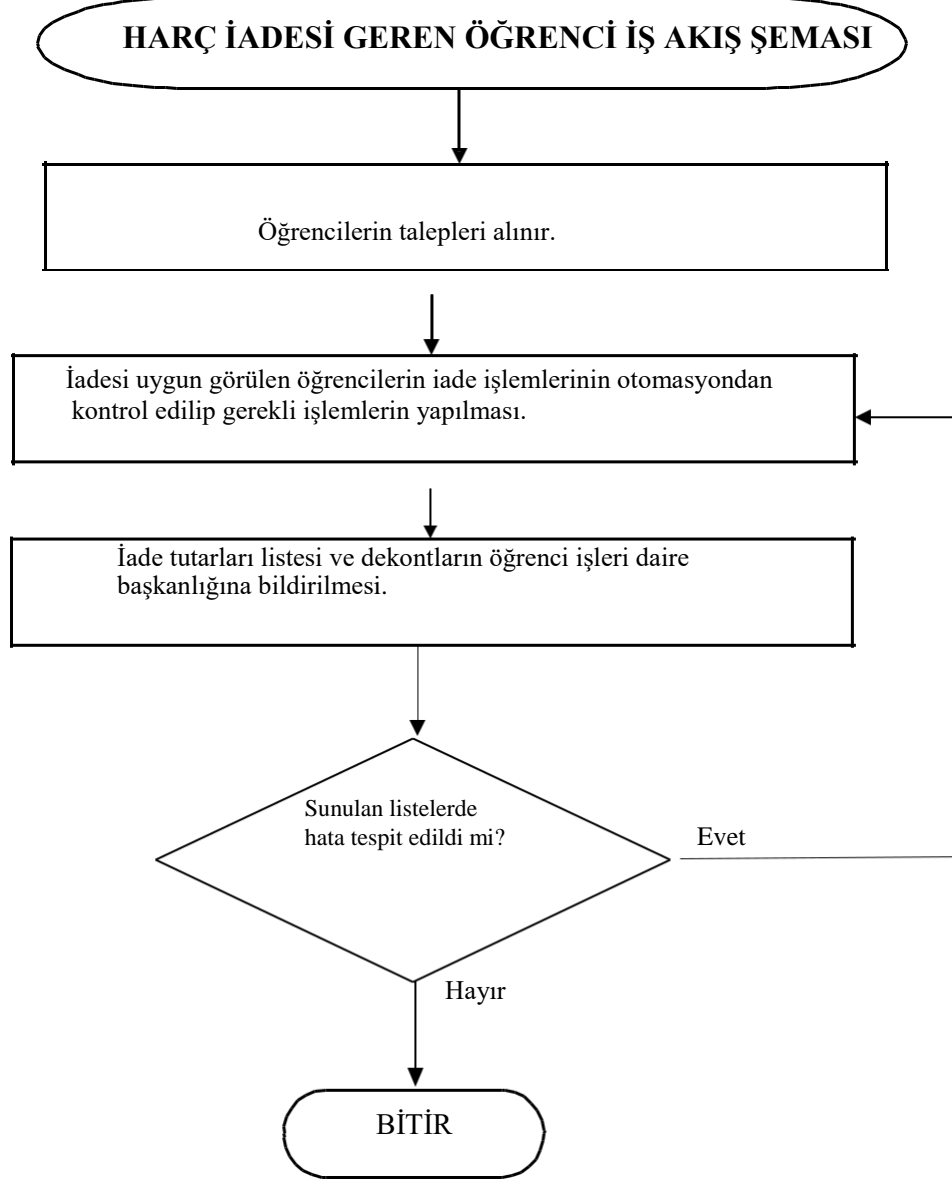 HARÇ İADESİ GEREN ÖĞRENCİ İŞ AKIŞ ŞEMASI
Öğrencilerin talepleri alınır.
İadesi uygun görülen öğrencilerin iade işlemlerinin otomasyondan
kontrol edilip gerekli işlemlerin yapılması.
İade tutarları listesi ve dekontların öğrenci işleri daire
başkanlığına bildirilmesi.
Sunulan listelerde
hata tespit edildi mi?
Evet
Hayır
BİTİR